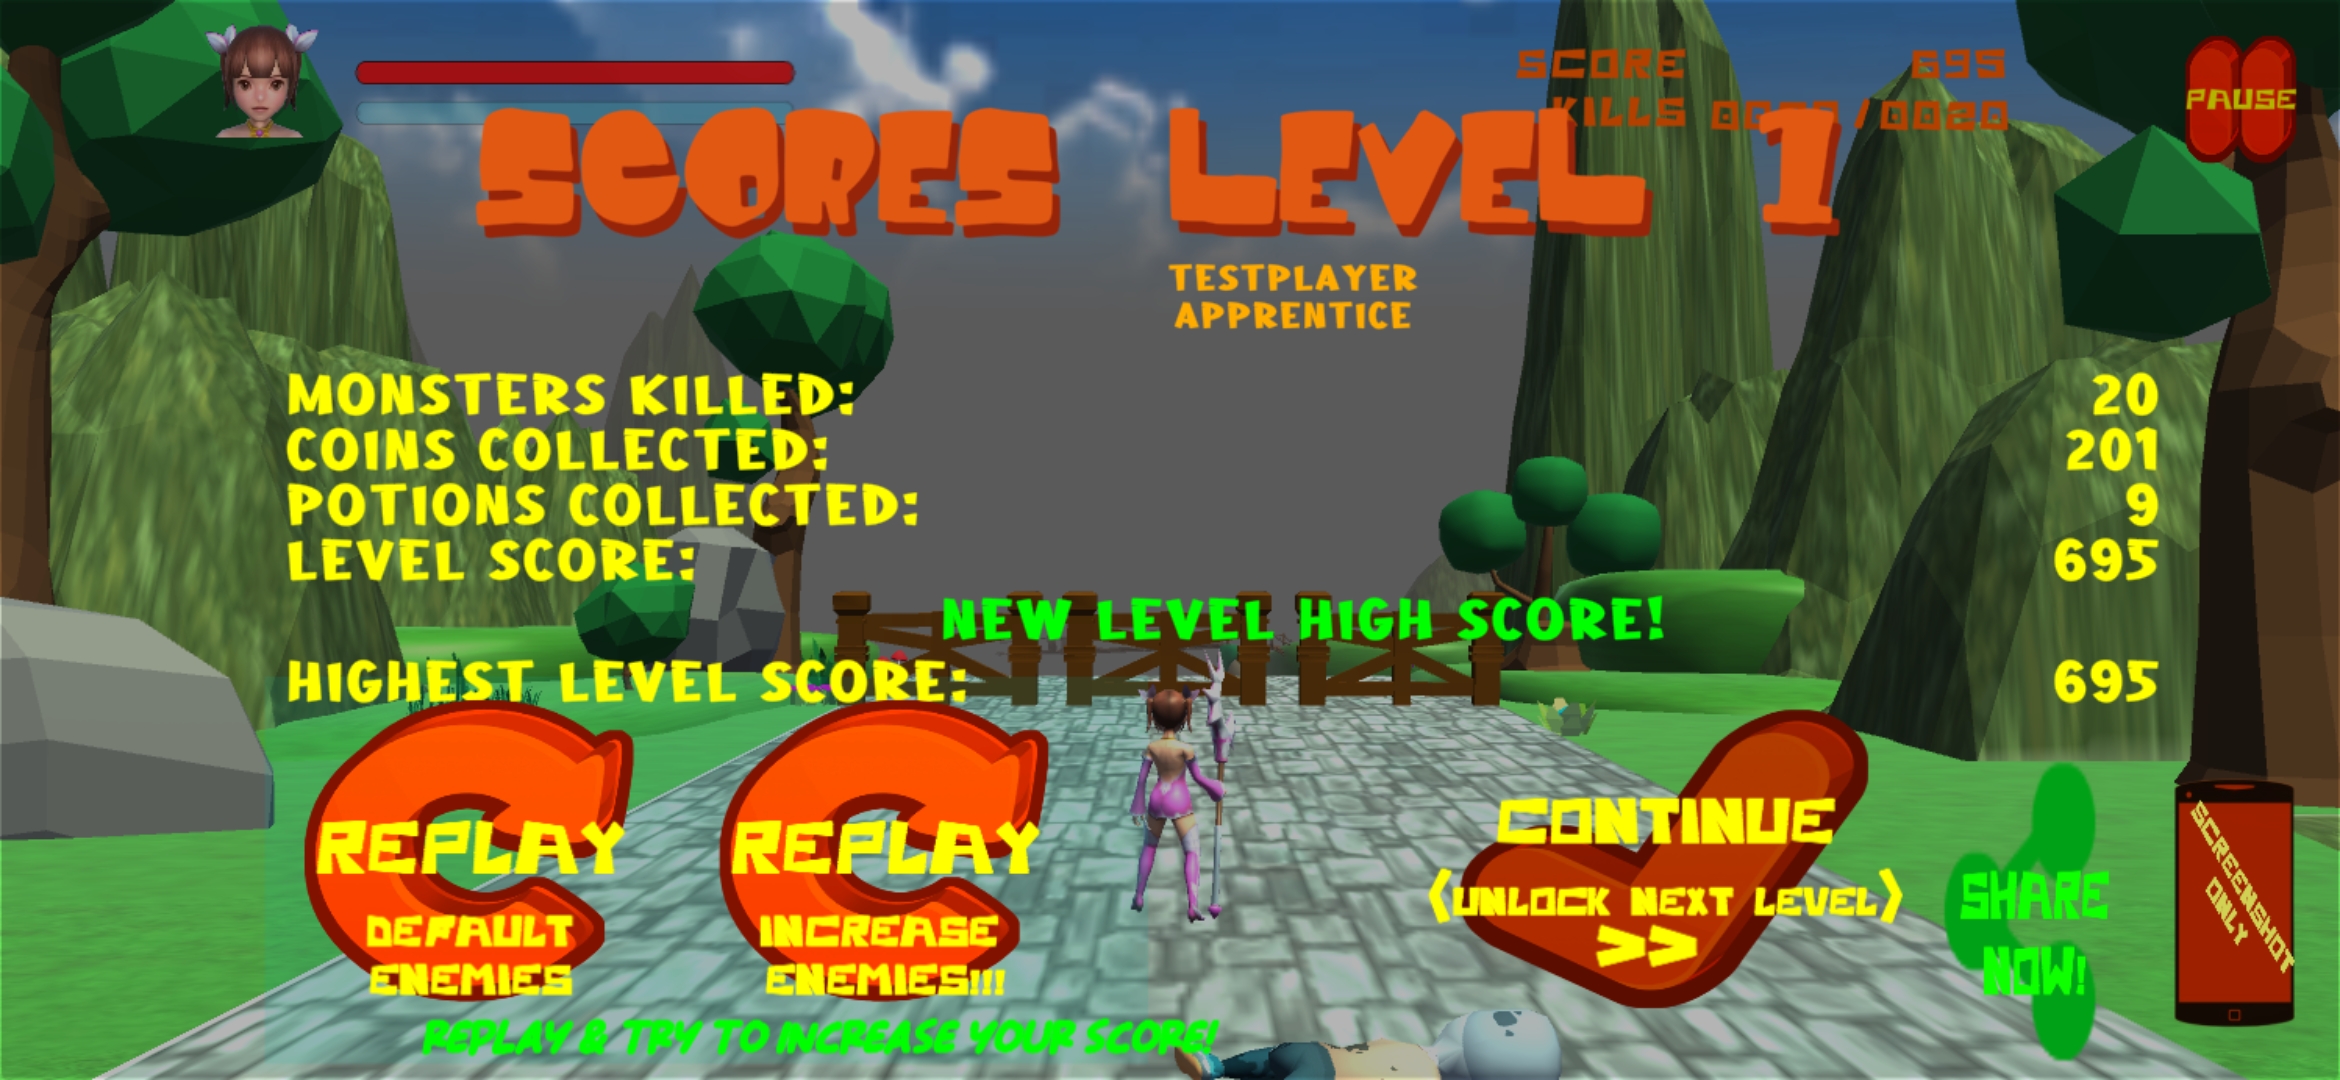 SCORE 695
KILLS /0020
PAUSE
SCORES LEVEL 1
TESTPLAYER
APPRENTICE
MONSTERS KILLED: 20
COINS COLLECTED: 201
POTIONS COLLECTED: 9
LEVEL SCORE: 695
NEW LEVEL HIGH SCORE!
HIGHEST LEVEL SCORE: 695
REPLAY
DEFAULT
ENEMIES
REPLAY
INCREASE
ENEMIES!!!
CONTINUE
(UNLOCK NEXT LEVEL)
>>
SHARE
NOW!
SCREENSHOT
ONLY
REPLAY & TRY TO INCREASE YOUR SCORE!